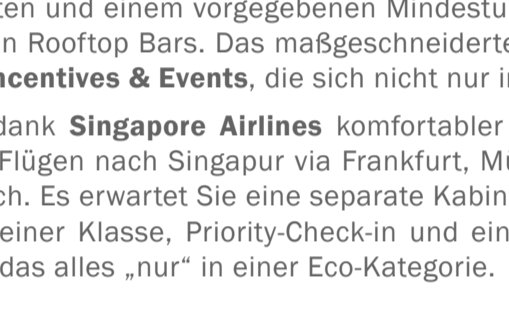 ten und einem vorgegebenen Mindestu
n Rooftop Bars. Das maßgeschneiderte
ncentives & Events, die sich nicht nur i
dank Singapore Airlines komfortabler
Flügen nach Singapur via Frankfurt, Mü
ch. Es erwartet Sie eine separate Kabin
einer Klasse, Priority-Check-in und ein
das alles „nur“ in einer Eco-Kategorie.